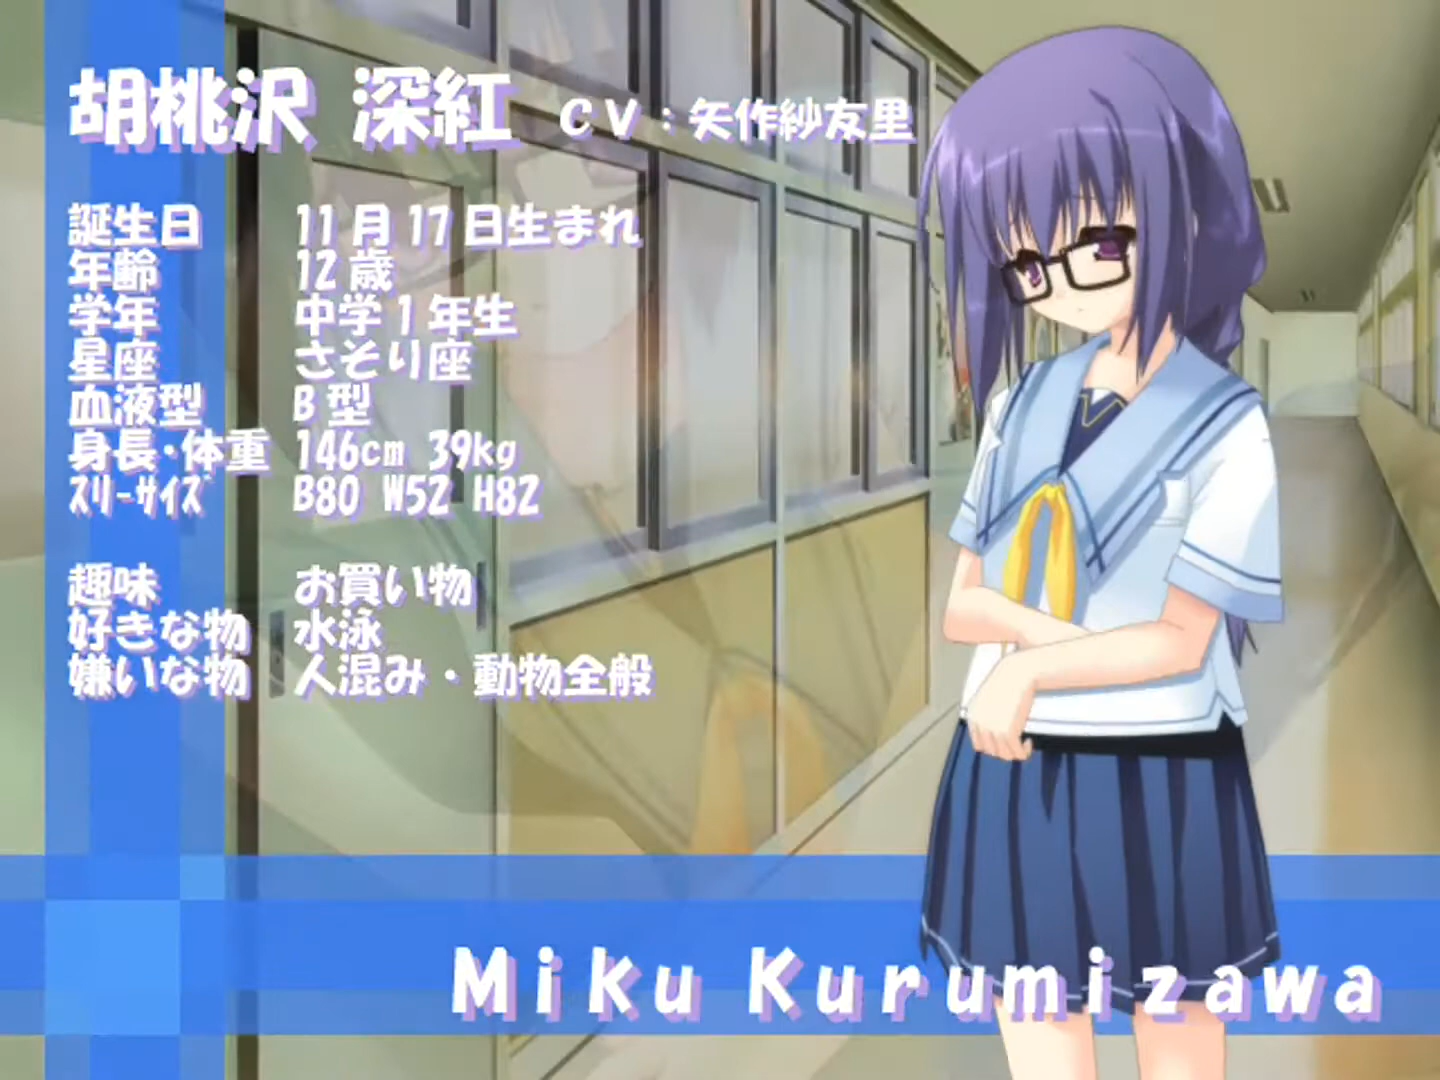 胡桃沢 深紅 CV:矢作紗友里
誕生日 11月17日生まれ
年齢 12歳
学年 中学1年生
星座 さそり座
血液型 B型
身長・体重 146cm 39kg
ｽﾘｰｻｲｽﾞ B80 W52 H82
趣味 お買い物
好きな物 水泳
嫌いな物 人混み・動物全般
Miku Kurumizawa